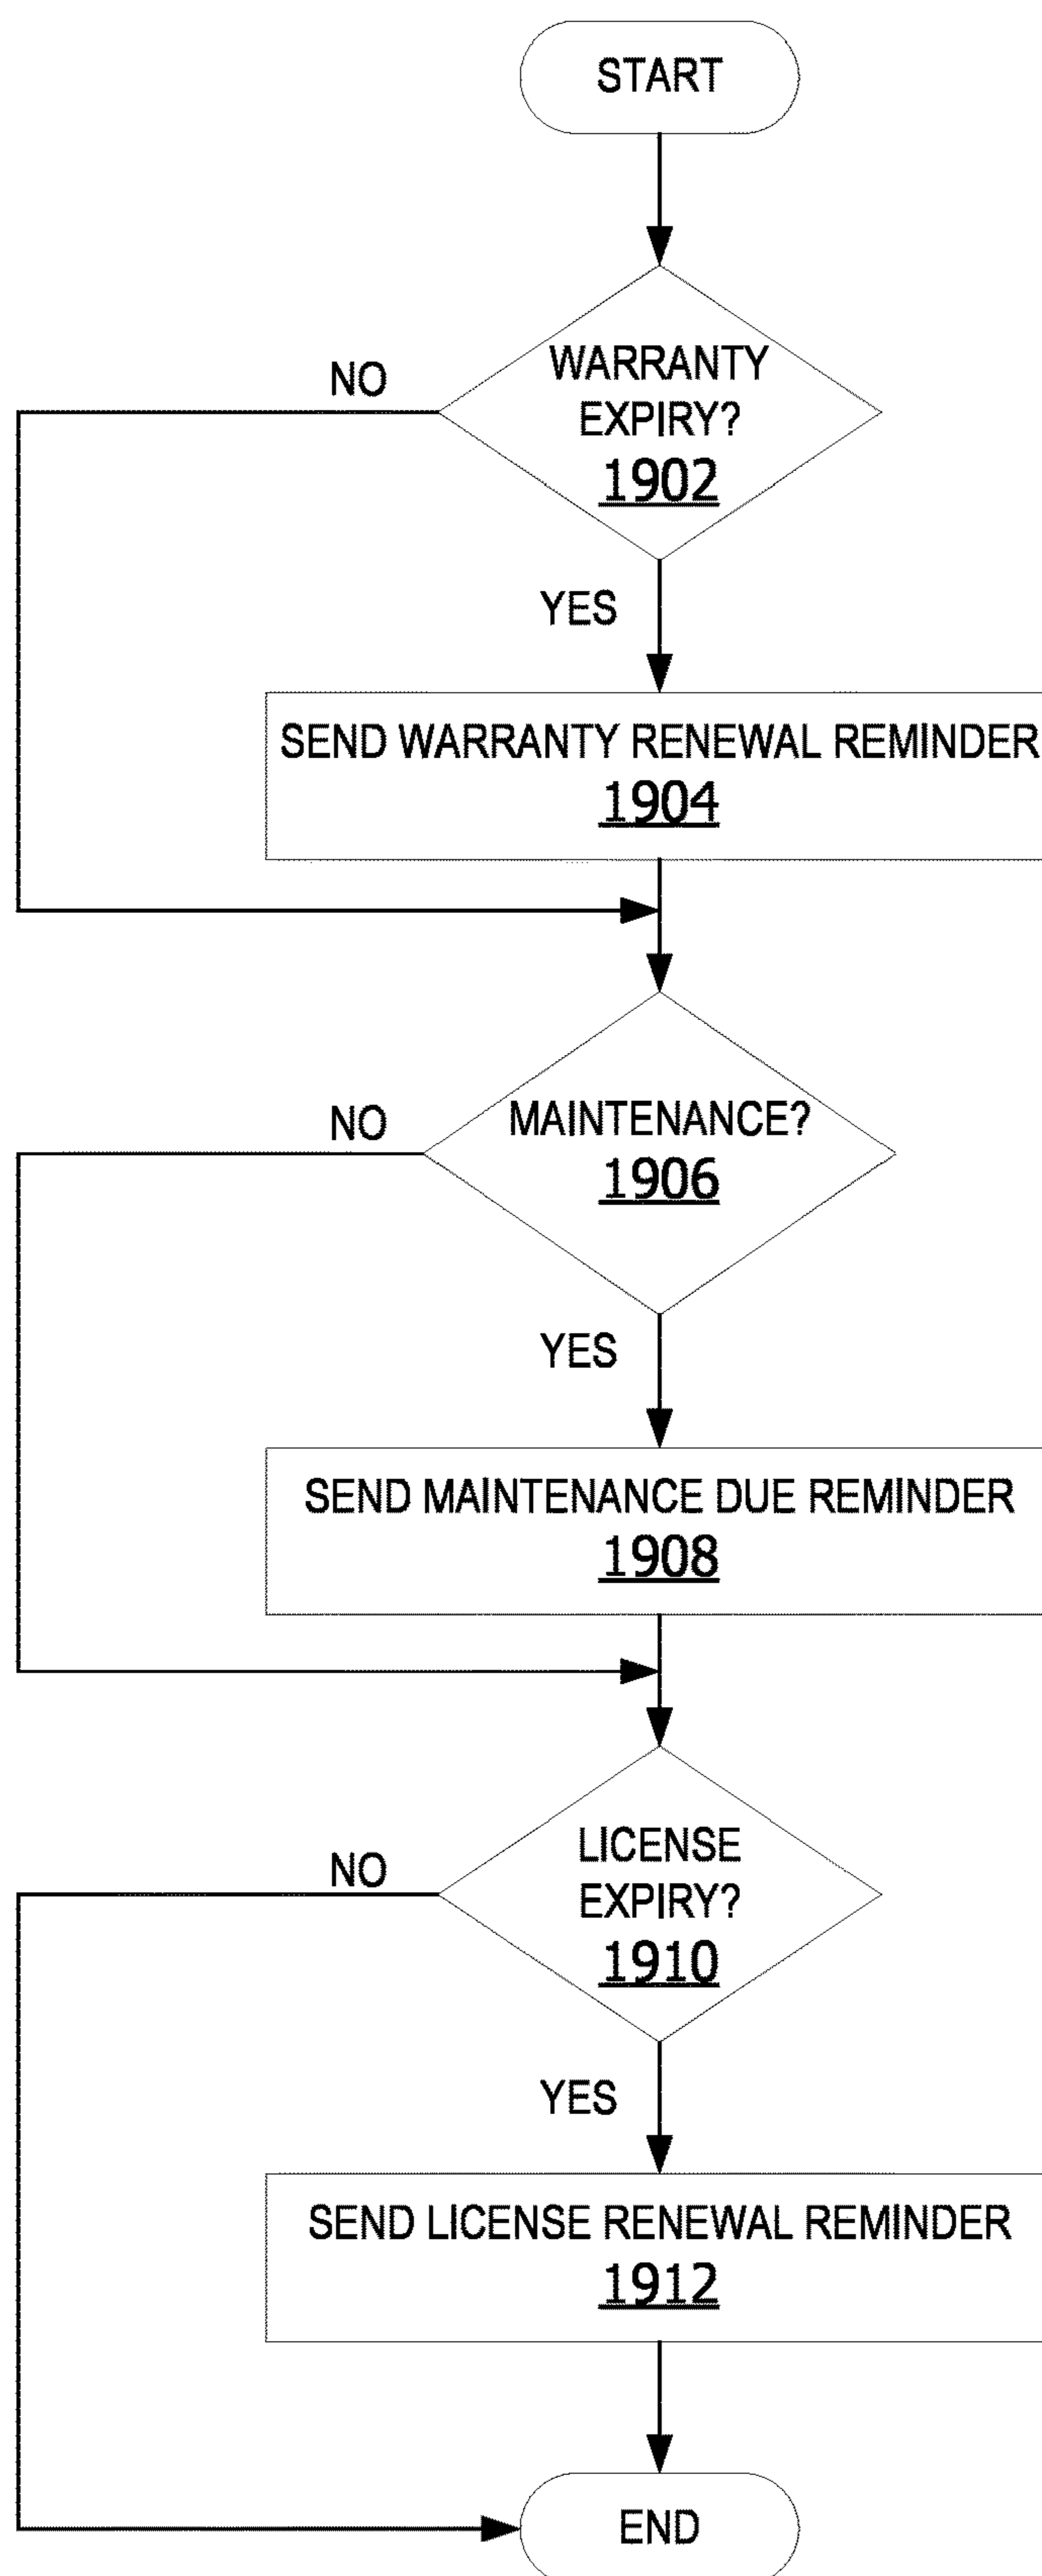 START
WARRANTY
EXPIRY?
1902
NO
YES
SEND WARRANTY RENEWAL REMINDER
1904
MAINTENANCE?
1906
NO
YES
SEND MAINTENANCE DUE REMINDER
1908
LICENSE
EXPIRY?
1910
NO
YES
SEND LICENSE RENEWAL REMINDER
1912
END